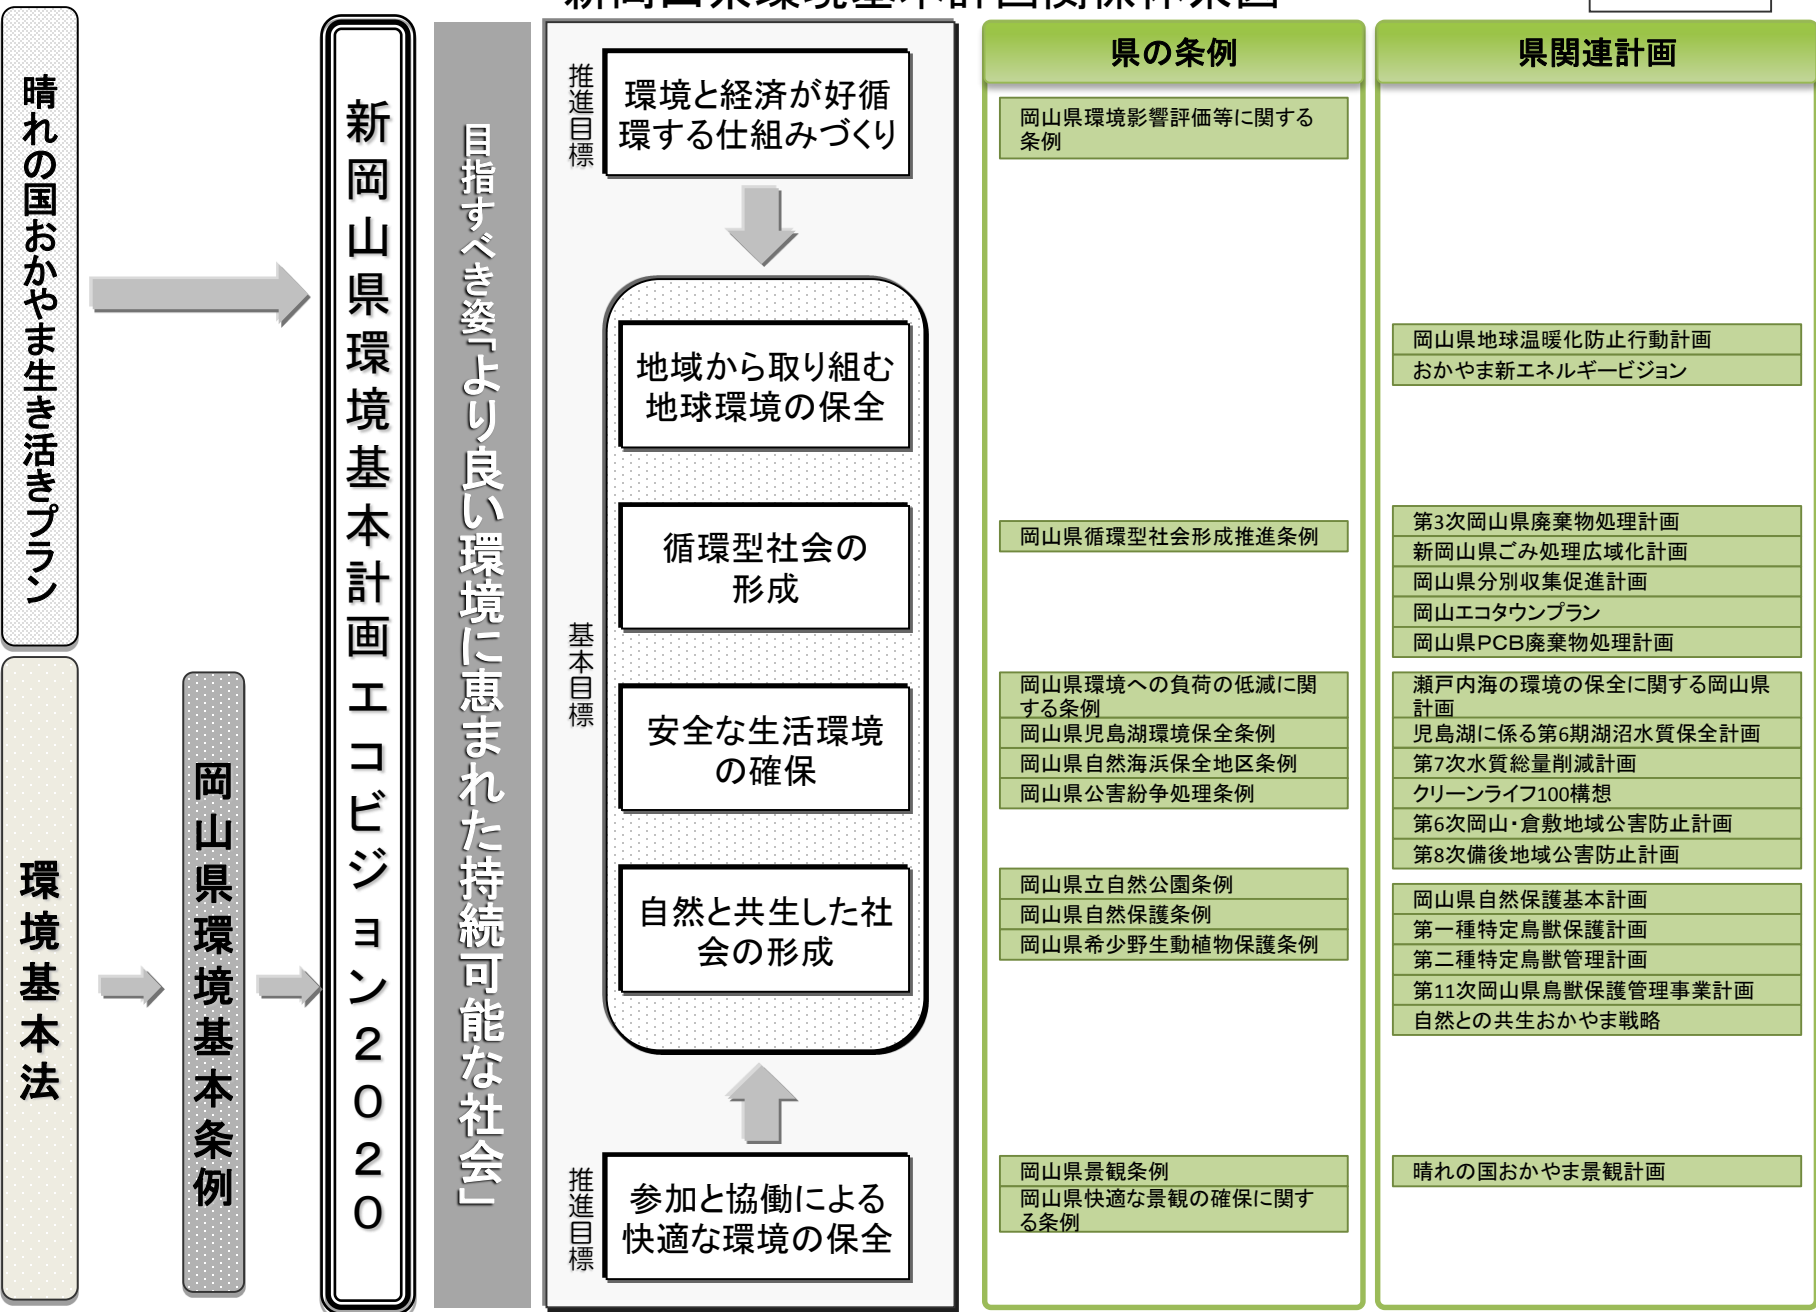 新岡山県環境基本計画関係体系図
晴れの国おかやま生き活きプラン
環境基本法
岡山県環境基本条例
新岡山県環境基本計画エコビジョン2020
目指すべき姿「より良い環境に恵まれた持続可能な社会」
推進目標
環境と経済が好循
環する仕組みづくり
基本目標
地域から取り組む
地球環境の保全
循環型社会の
形成
安全な生活環境
の確保
自然と共生した社
会の形成
推進目標
参加と協働による
快適な環境の保全
県の条例
岡山県環境影響評価等に関する
条例
岡山県循環型社会形成推進条例
岡山県環境への負荷の低減に関
する条例
岡山県児島湖環境保全条例
岡山県自然海浜保全地区条例
岡山県公害紛争処理条例
岡山県立自然公園条例
岡山県自然保護条例
岡山県希少野生動植物保護条例
岡山県景観条例
岡山県快適な景観の確保に関す
る条例
県関連計画
岡山県地球温暖化防止行動計画
おかやま新エネルギービジョン
第3次岡山県廃棄物処理計画
新岡山県ごみ処理広域化計画
岡山県分別収集促進計画
岡山エコタウンプラン
岡山県PCB廃棄物処理計画
瀬戸内海の環境の保全に関する岡山県
計画
児島湖に係る第6期湖沼水質保全計画
第7次水質総量削減計画
クリーンライフ100構想
第6次岡山・倉敷地域公害防止計画
第8次備後地域公害防止計画
岡山県自然保護基本計画
第一種特定鳥獣保護計画
第二種特定鳥獣管理計画
第11次岡山県鳥獣保護管理事業計画
自然との共生おかやま戦略
晴れの国おかやま景観計画